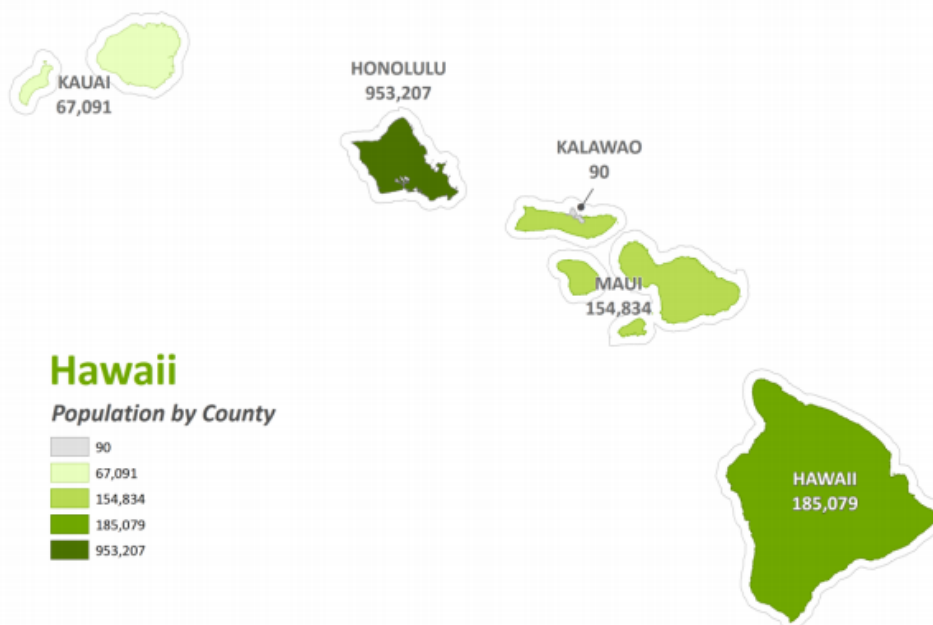 KAUAI
67,091
HONOLULU
953,207
KALAWAO
90
MAUI
154,834
Hawaii
Population by County
90
67,091
154,834
185,079
953,207
HAWAII
185,079